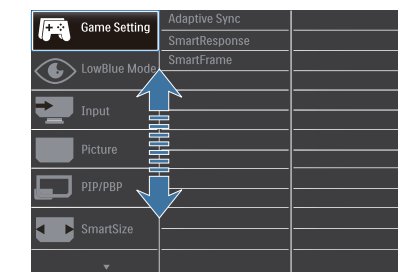 Game Setting
Adaptive Sync
SmartResponse
SmartFrame
LowBlue Mode
Input
Picture
PIP/PBP
SmartSize